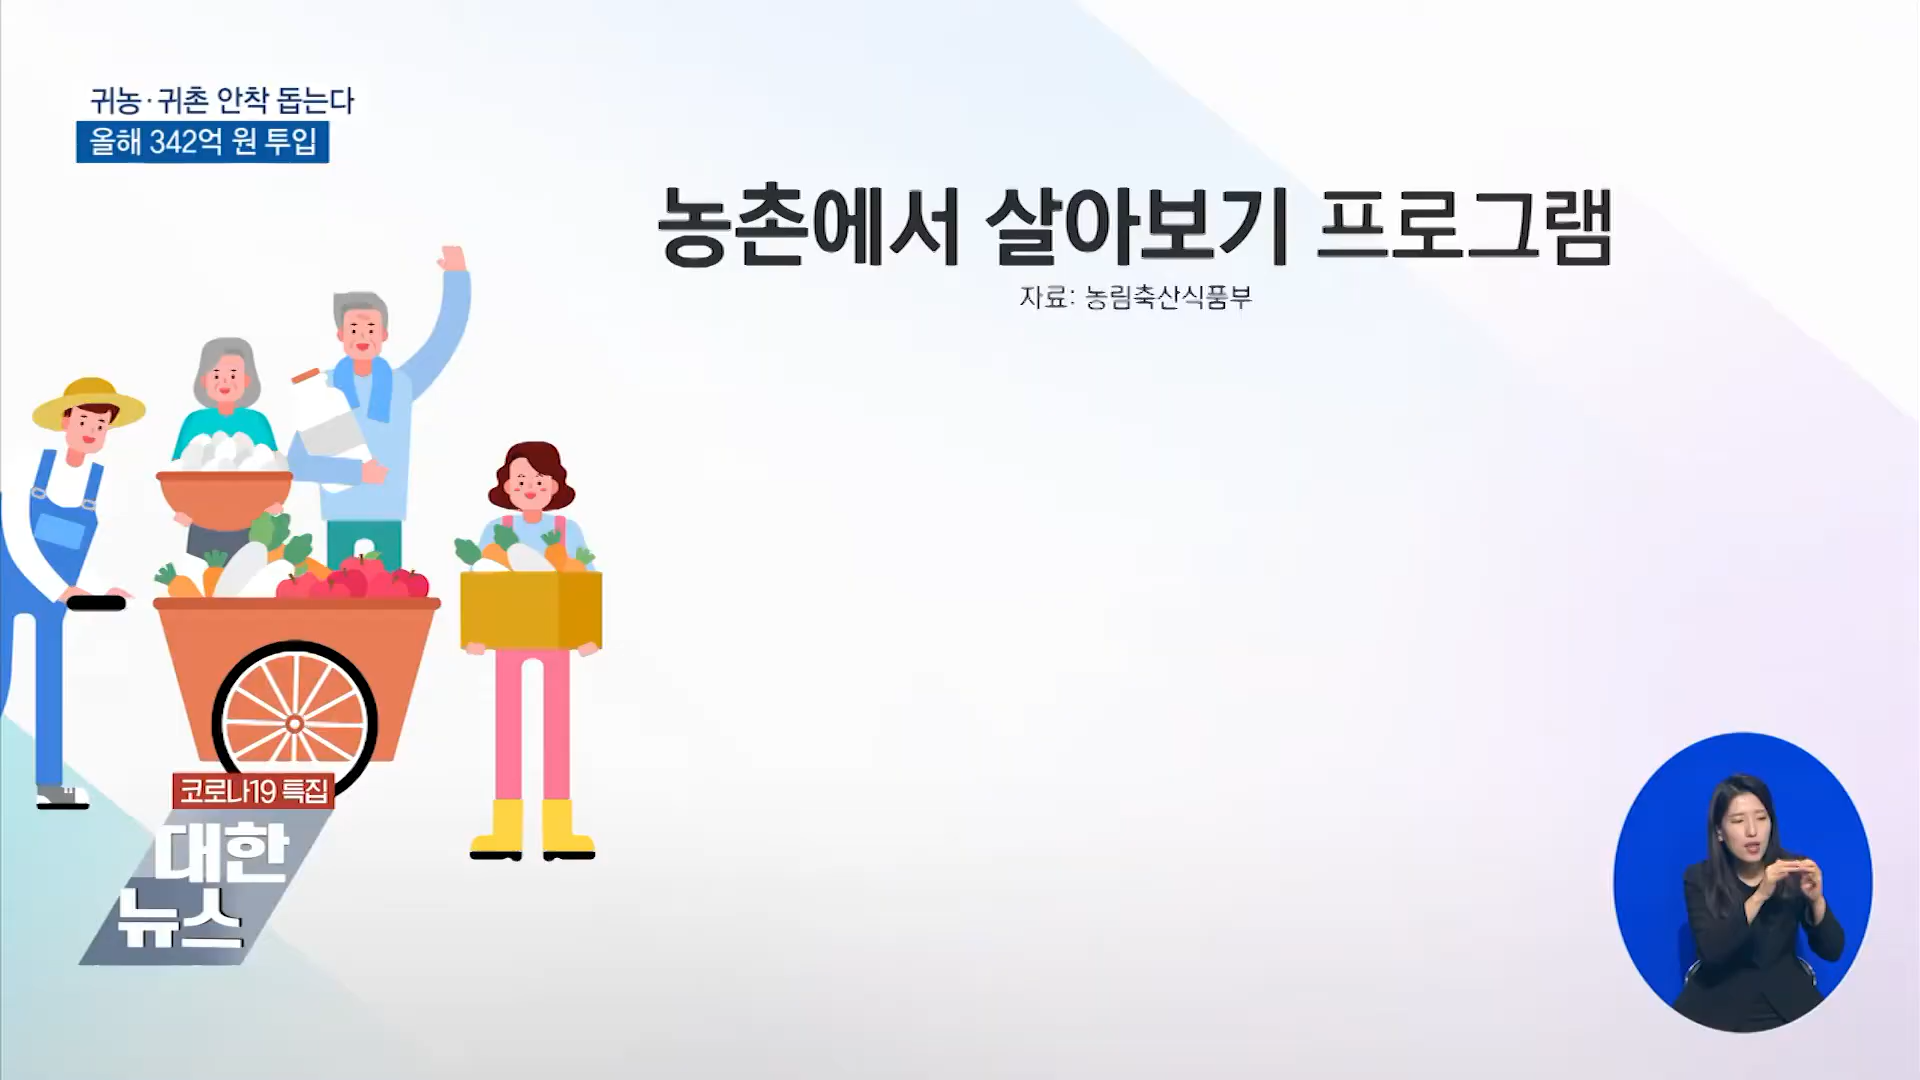 귀농·귀촌 안착 돕는다
올해 342억 원 투입
농촌에서 살아보기 프로그램
자료: 농림축산식품부
코로나19 특집
대한
뉴스